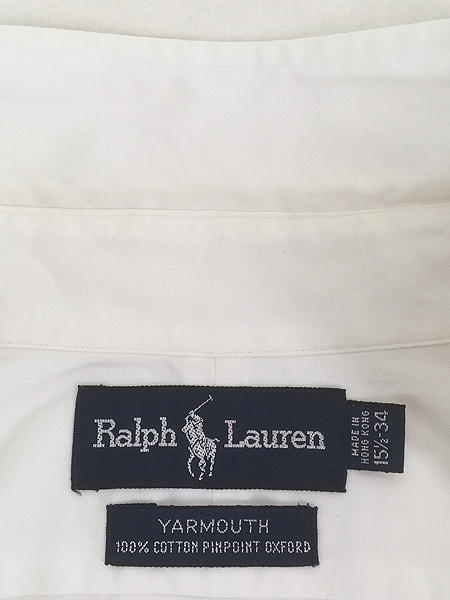 Ralph Lauren
MADE IN
HONG KONG
15½-34
YARMOUTH
100% COTTON PINPOINT OXFORD